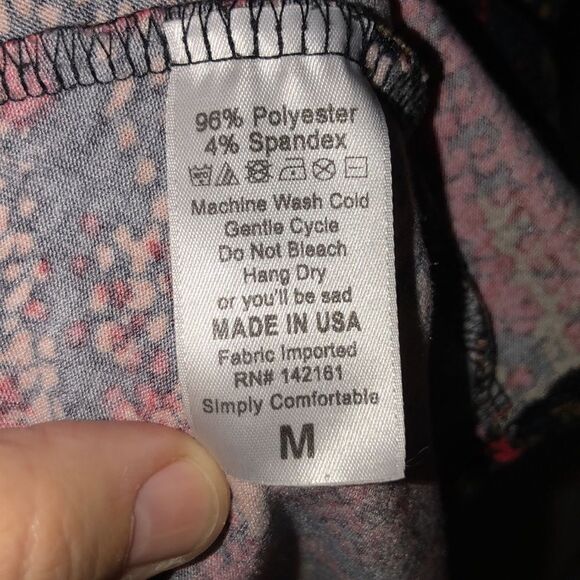 96% Polyester
4% Spandex
Machine Wash Cold
Gentle Cycle
Do Not Bleach
Hang Dry
or you'll be sad
MADE IN USA
Fabric Imported
RN# 142161
Simply Comfortable
M